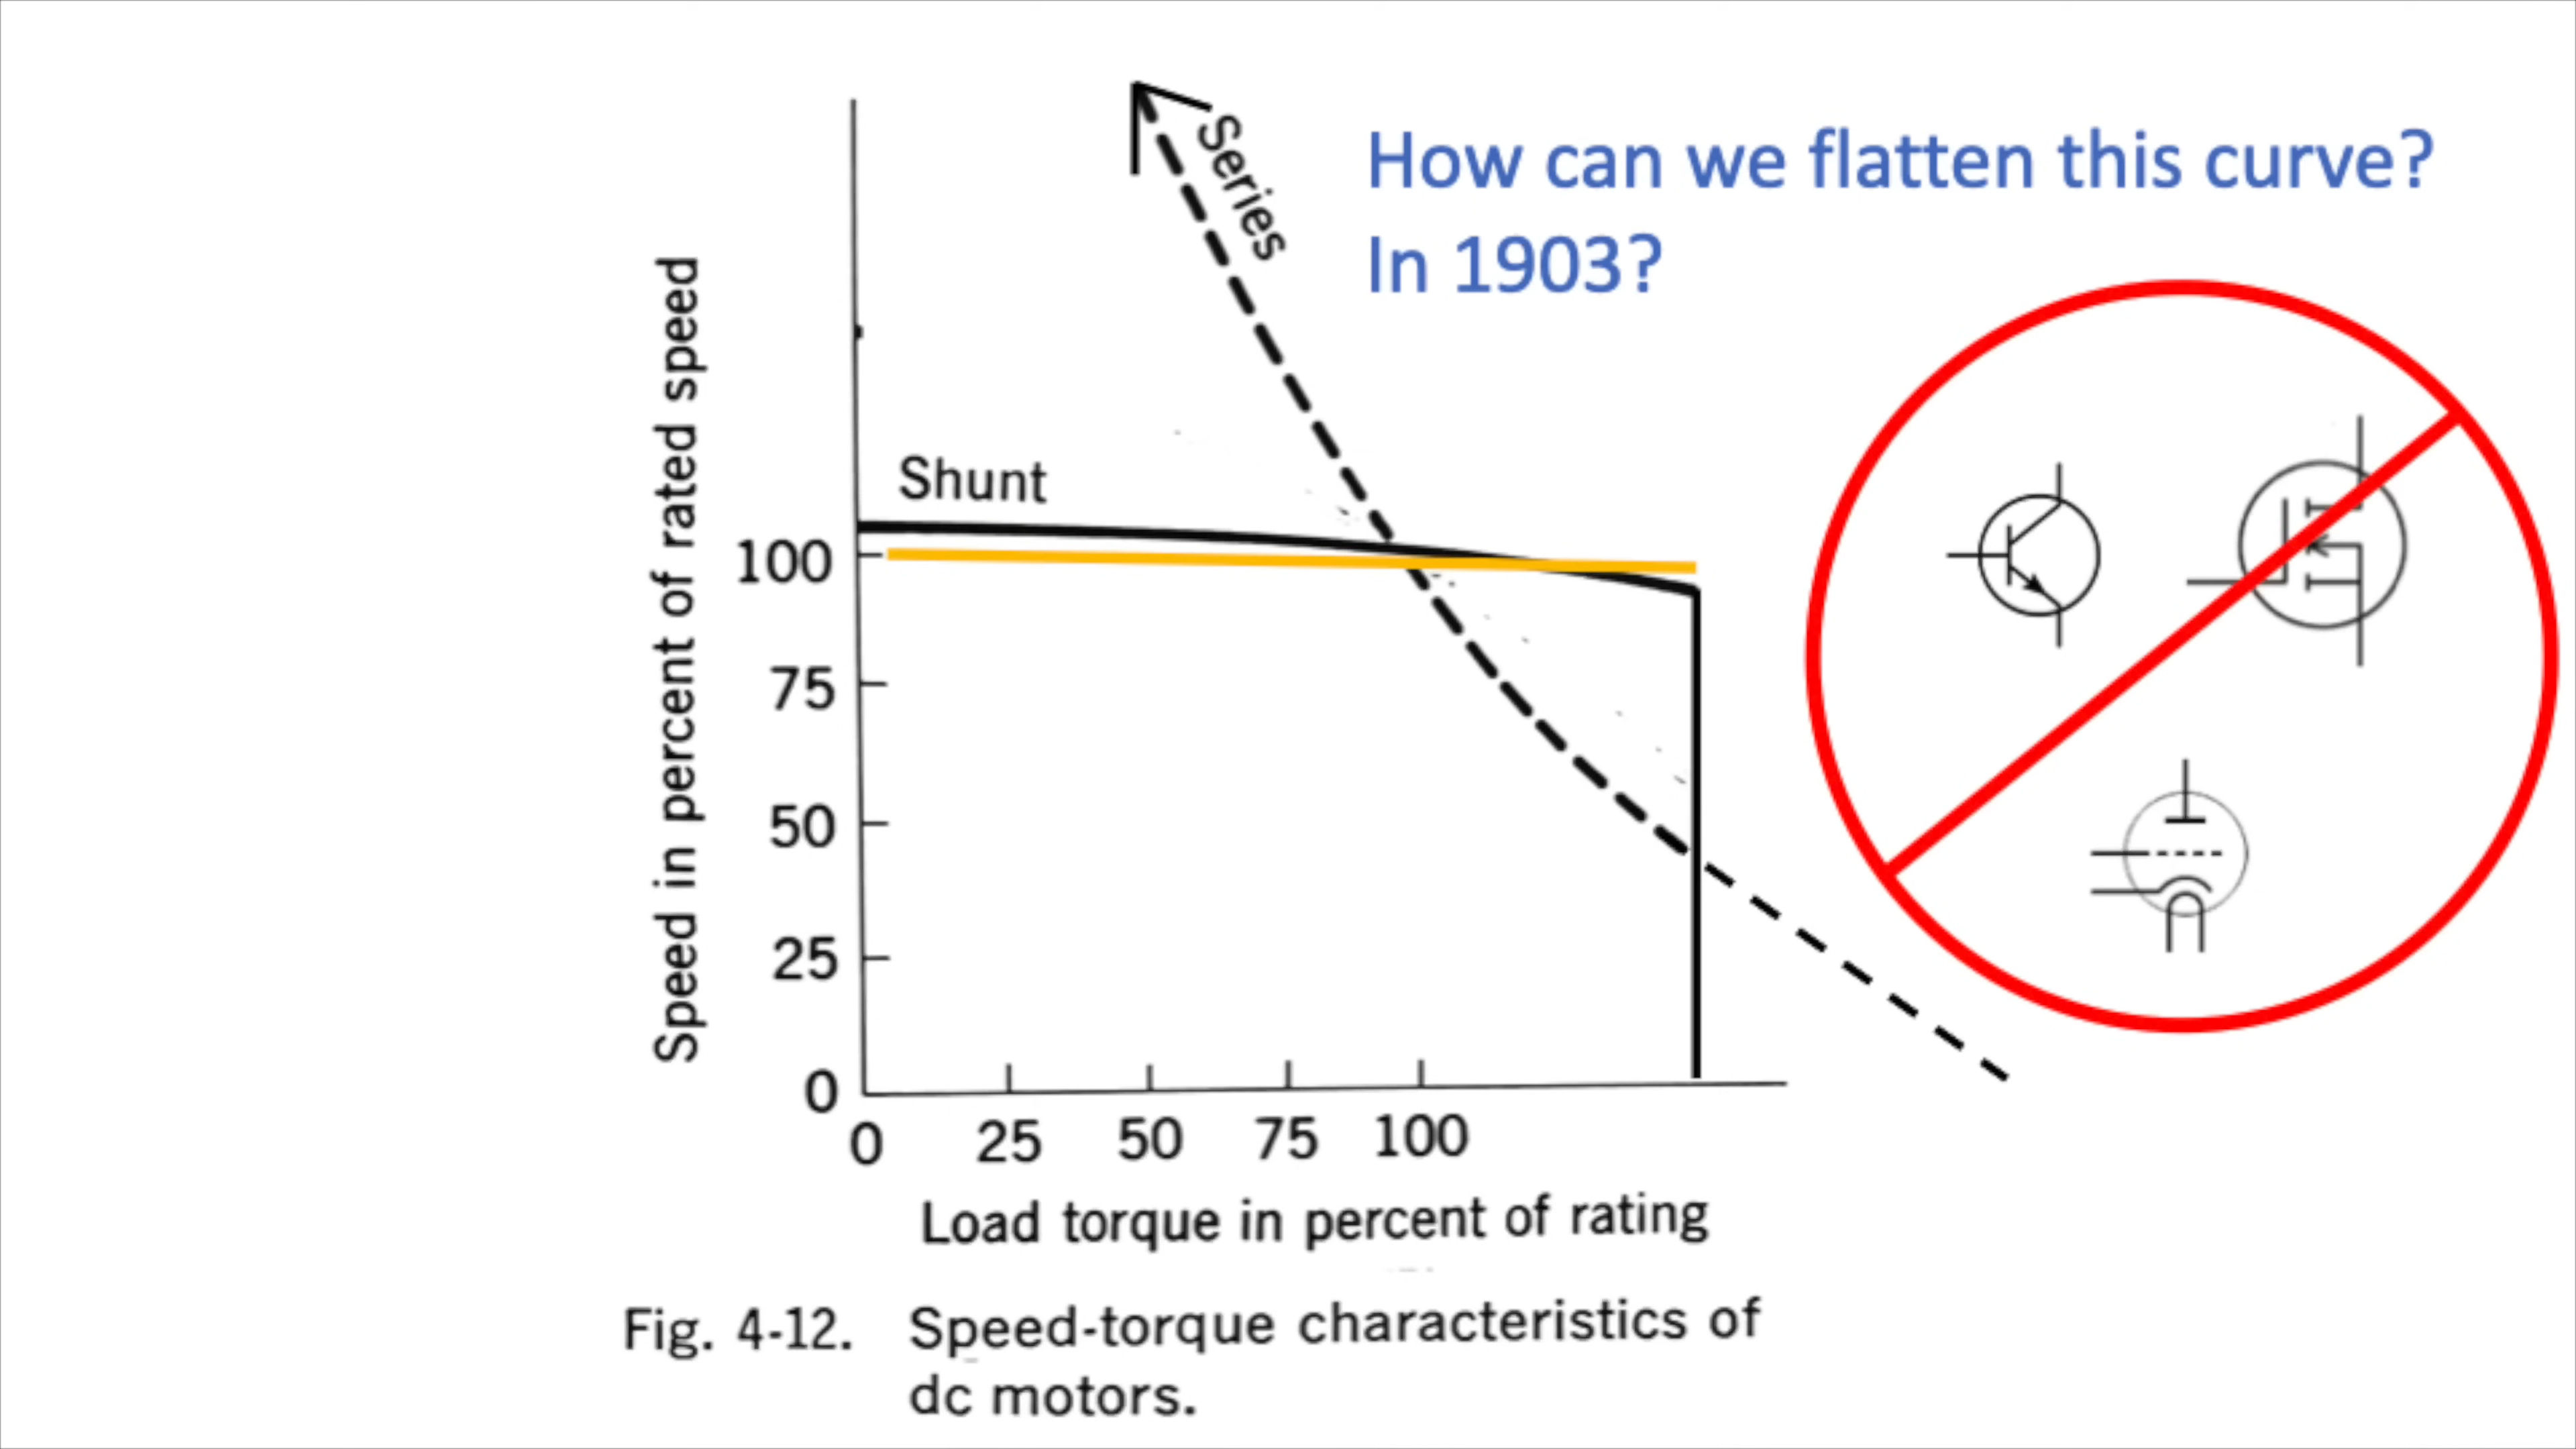 How can we flatten this curve?
In 1903?
Series
Shunt
Speed in percent of rated speed
100
75
50
25
0
0 25 50 75 100
Load torque in percent of rating
Fig. 4-12. Speed-torque characteristics of
dc motors.